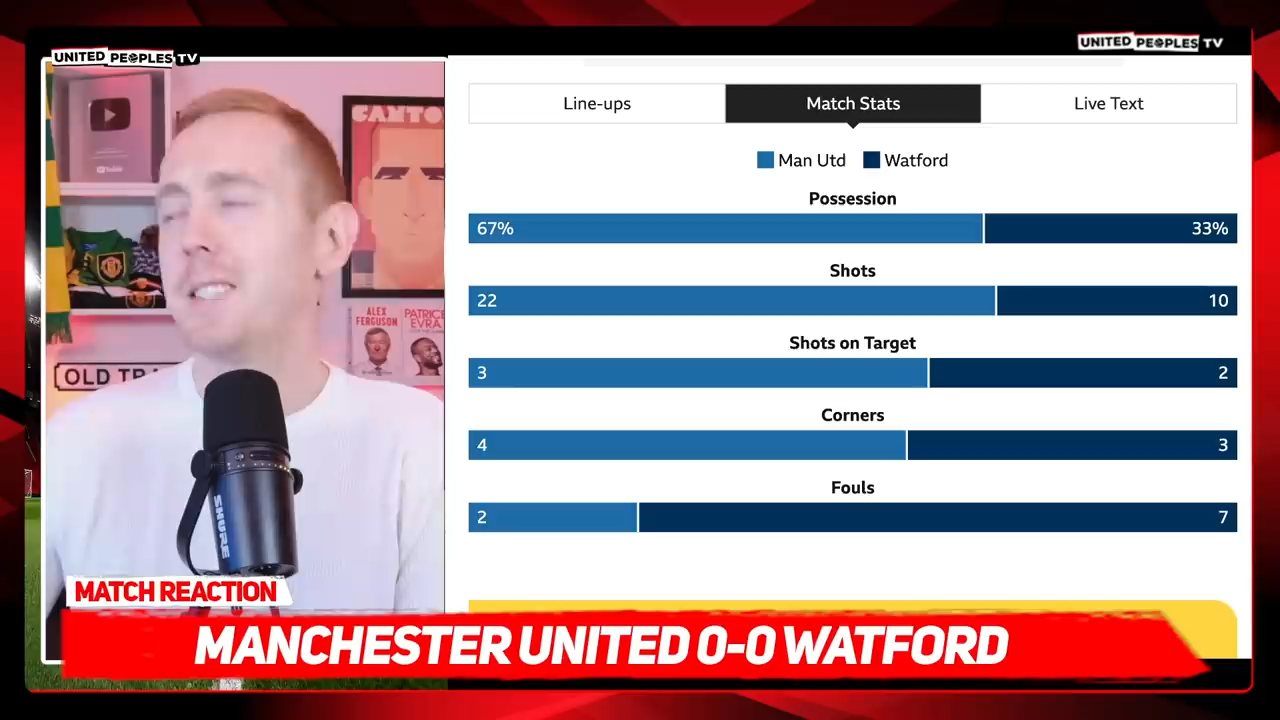 UNITED PEOPLES TV
UNITED PEOPLES TV
YouTube
CANTO
ALEX
FERGUSON
PATRICE
EVRA
OLD TRA
SHURE
Line-ups
Match Stats
Live Text
Man Utd
Watford
Possession
67%
33%
Shots
22
10
Shots on Target
3
2
Corners
4
3
Fouls
2
7
MATCH REACTION
MANCHESTER UNITED 0-0 WATFORD